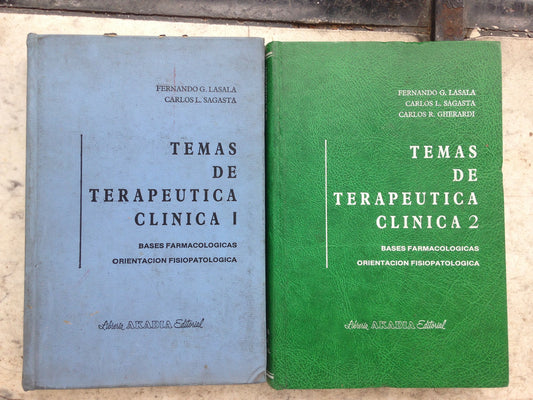 FERNANDO G. LASALA
CARLOS L. SAGASTA
TEMAS
DE
TERAPEUTICA
CLINICA 1
BASES FARMACOLOGICAS
ORIENTACION FISIOPATOLOGICA
Librería AKADIA Editorial
FERNANDO G. LASALA
CARLOS L. SAGASTA
CARLOS R. GHERARDI
TEMAS
DE
TERAPEUTICA
CLINICA 2
BASES FARMACOLOGICAS
ORIENTACION FISIOPATOLOGICA
Librería AKADIA Editorial